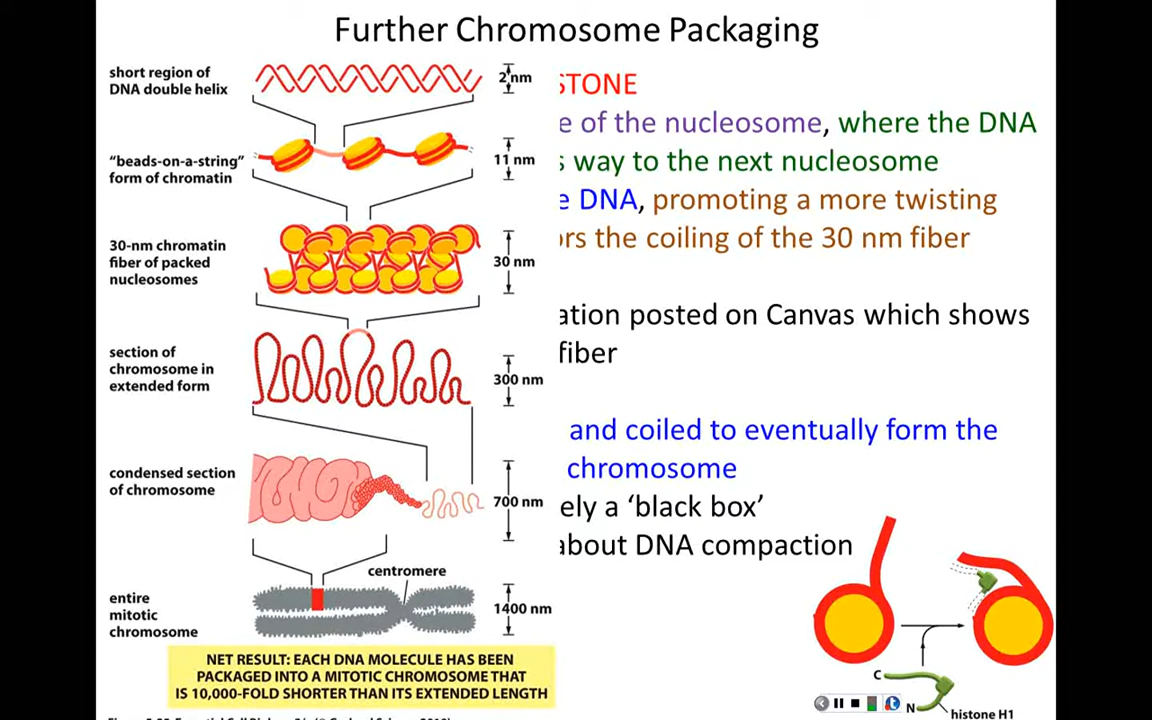 Further Chromosome Packaging
short region of
DNA double helix
2 nm
"beads-on-a-string"
form of chromatin
11 nm
30-nm chromatin
fiber of packed
nucleosomes
30 nm
section of
chromosome in
extended form
300 nm
condensed section
of chromosome
700 nm
centromere
entire
mitotic
chromosome
1400 nm
NET RESULT: EACH DNA MOLECULE HAS BEEN
PACKAGED INTO A MITOTIC CHROMOSOME THAT
IS 10,000-FOLD SHORTER THAN ITS EXTENDED LENGTH
STONE
e of the nucleosome, where the DNA
s way to the next nucleosome
e DNA, promoting a more twisting
ors the coiling of the 30 nm fiber
ation posted on Canvas which shows
fiber
and coiled to eventually form the
chromosome
ely a 'black box'
about DNA compaction
C
N
histone H1